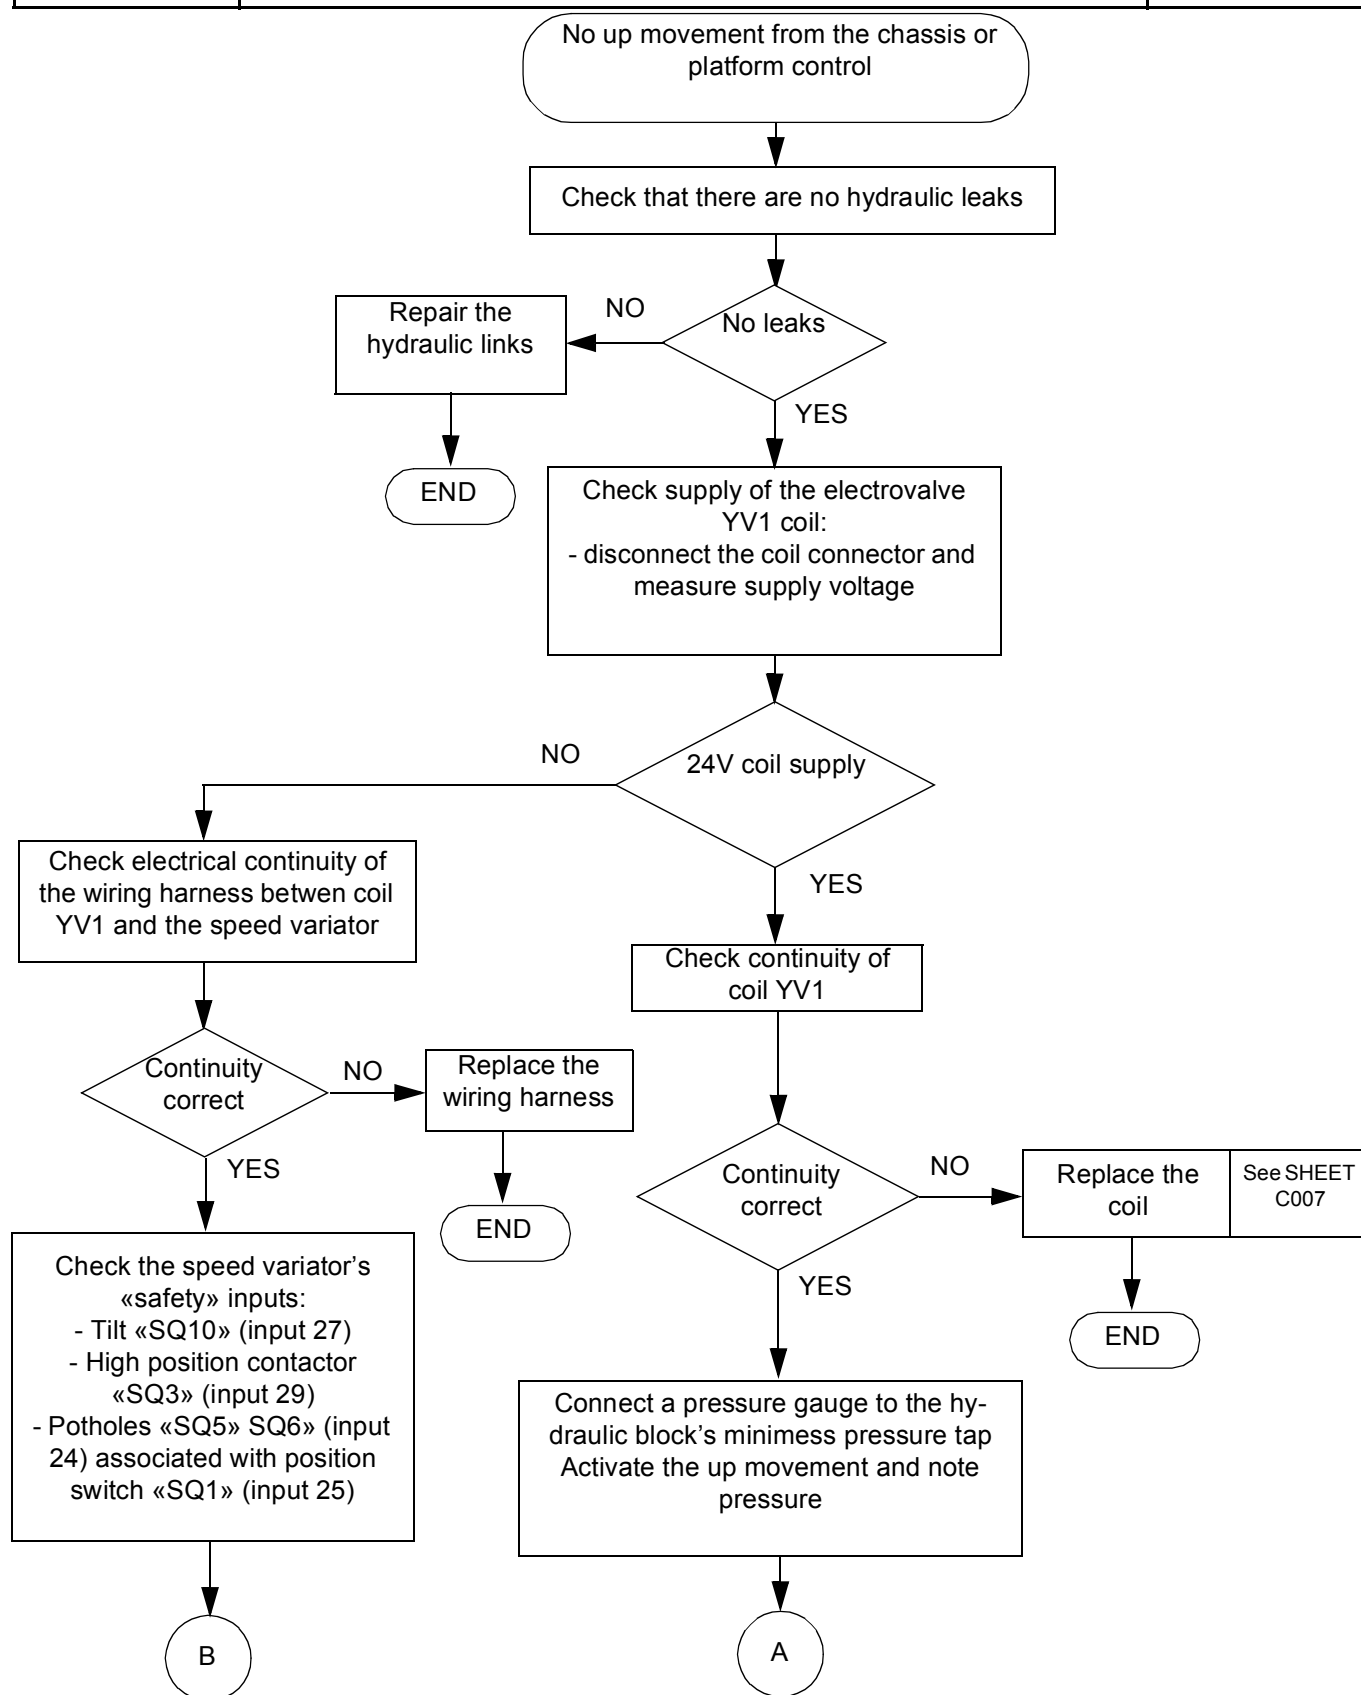 No up movement from the chassis or
platform control
Check that there are no hydraulic leaks
Repair the
hydraulic links
NO
No leaks
YES
END
Check supply of the electrovalve
YV1 coil:
- disconnect the coil connector and
measure supply voltage
NO
24V coil supply
YES
Check electrical continuity of
the wiring harness betwen coil
YV1 and the speed variator
Check continuity of
coil YV1
Continuity
correct
NO
Replace the
wiring harness
YES
END
Continuity
correct
NO
Replace the
coil
See SHEET
C007
YES
END
Check the speed variator’s
«safety» inputs:
- Tilt «SQ10» (input 27)
- High position contactor
«SQ3» (input 29)
- Potholes «SQ5» SQ6» (input
24) associated with position
switch «SQ1» (input 25)
Connect a pressure gauge to the hy-
draulic block’s minimess pressure tap
Activate the up movement and note
pressure
B
A